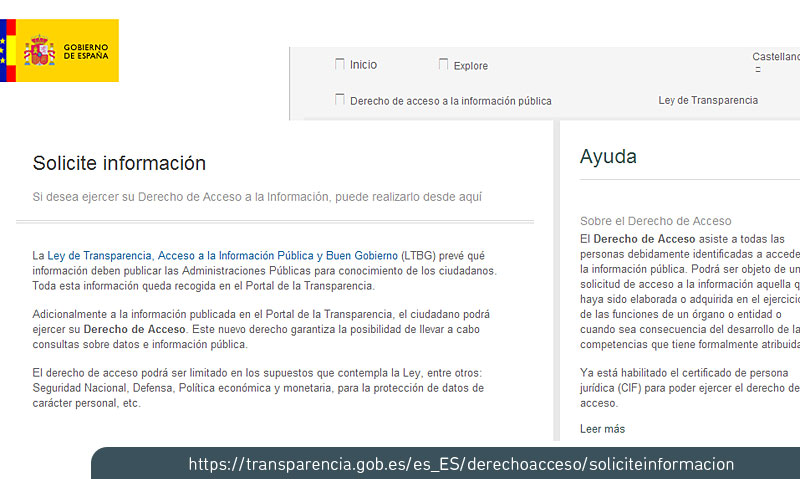 GOBIERNO
DE ESPAÑA
Inicio
Explore
Castellano
Derecho de acceso a la información pública
Ley de Transparencia
Solicite información
Si desea ejercer su Derecho de Acceso a la Información, puede realizarlo desde aquí
La Ley de Transparencia, Acceso a la Información Pública y Buen Gobierno (LTBG) prevé qué
información deben publicar las Administraciones Públicas para conocimiento de los ciudadanos.
Toda esta información queda recogida en el Portal de la Transparencia.
Adicionalmente a la información publicada en el Portal de la Transparencia, el ciudadano podrá
ejercer su Derecho de Acceso. Este nuevo derecho garantiza la posibilidad de llevar a cabo
consultas sobre datos e información pública.
El derecho de acceso podrá ser limitado en los supuestos que contempla la Ley, entre otros:
Seguridad Nacional, Defensa, Política económica y monetaria, para la protección de datos de
carácter personal, etc.
Ayuda
Sobre el Derecho de Acceso
El Derecho de Acceso asiste a todas las
personas debidamente identificadas a accede
la información pública. Podrá ser objeto de un
solicitud de acceso a la información aquella q
haya sido elaborada o adquirida en el ejercicio
de las funciones de un órgano o entidad o
cuando sea consecuencia del desarrollo de la
competencias que tiene formalmente atribuida
Ya está habilitado el certificado de persona
jurídica (CIF) para poder ejercer el derecho de
acceso.
Leer más
https://transparencia.gob.es/es_ES/derechoacceso/soliciteinformacion